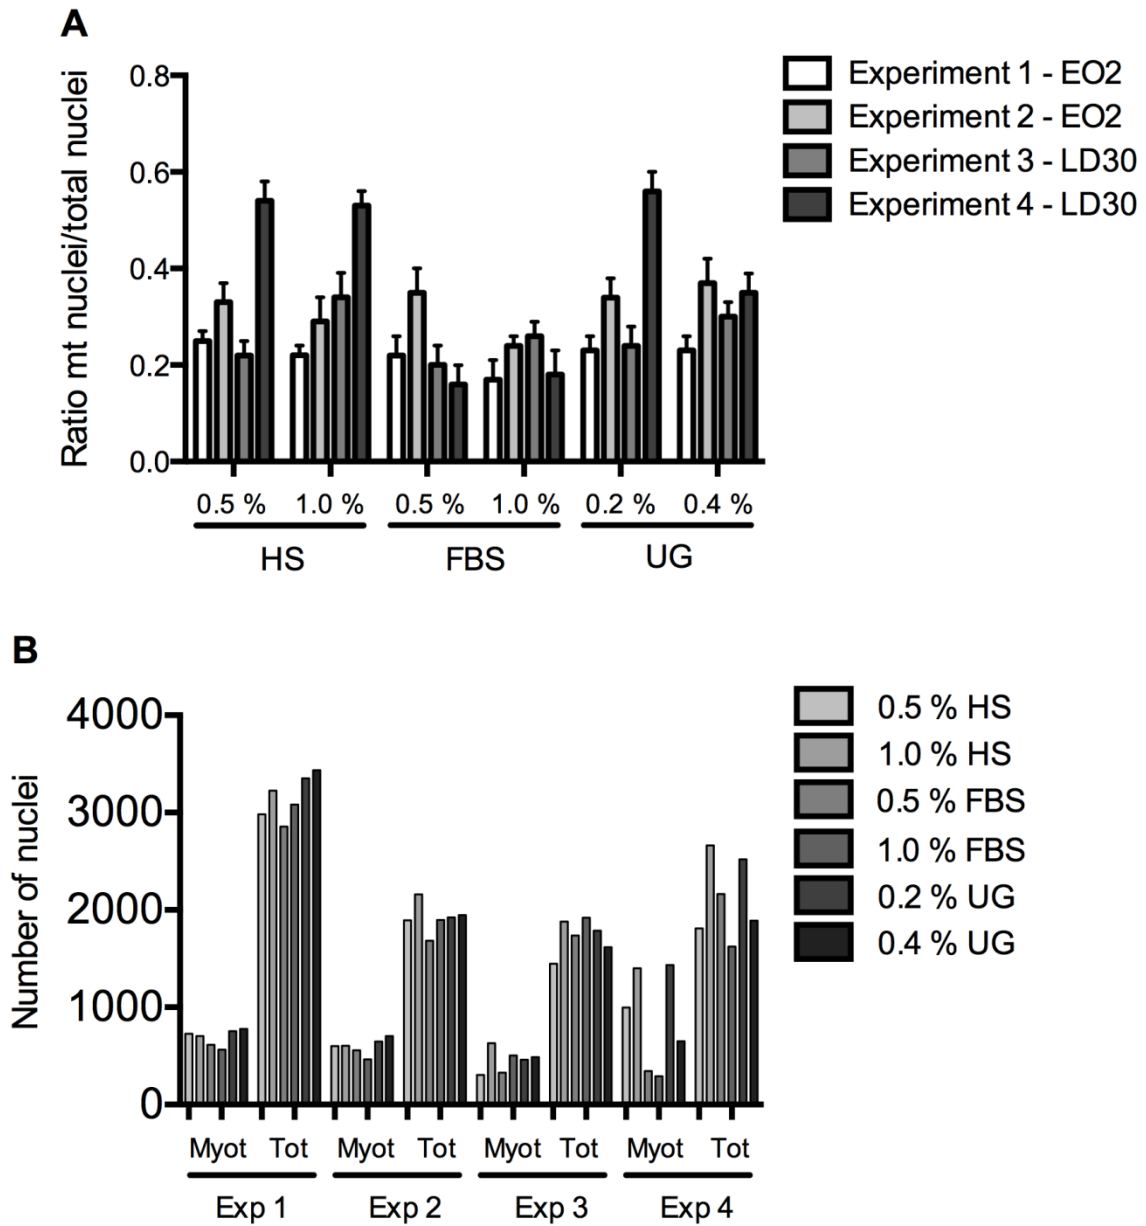 A
Ratio mt nuclei/total nuclei
0.8
0.6
0.4
0.2
0.0
0.5 % 1.0 % 0.5 % 1.0 % 0.2 % 0.4 %
HS FBS UG
Experiment 1 - EO2
Experiment 2 - EO2
Experiment 3 - LD30
Experiment 4 - LD30
B
Number of nuclei
4000
3000
2000
1000
0
Myot Tot Myot Tot Myot Tot Myot Tot
Exp 1 Exp 2 Exp 3 Exp 4
0.5 % HS
1.0 % HS
0.5 % FBS
1.0 % FBS
0.2 % UG
0.4 % UG